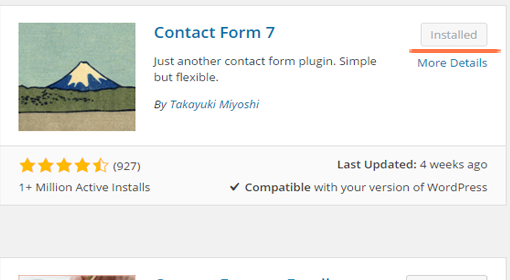 Contact Form 7
Installed
Just another contact form plugin. Simple
but flexible.
More Details
By Takayuki Miyoshi
(927)
Last Updated: 4 weeks ago
1+ Million Active Installs
Compatible with your version of WordPress